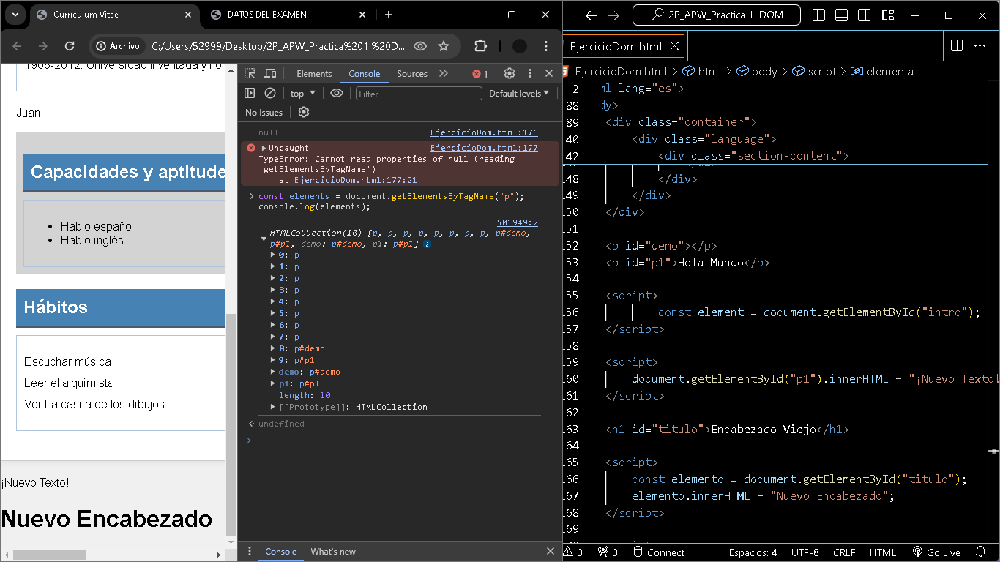 Currículum Vitae
DATOS DEL EXAMEN
Archivo
C:/Users/52999/Desktop/2P_APW_Practica%201.%20D...
1908-2012. Universidad inventada y no
Juan
Capacidades y aptitude
Hablo español
Hablo inglés
Hábitos
Escuchar música
Leer el alquimista
Ver La casita de los dibujos
¡Nuevo Texto!
Nuevo Encabezado
Elements
Console
Sources
1
top
Filter
Default levels
No Issues
null EjercicioDom.html:176
Uncaught EjercicioDom.html:177
TypeError: Cannot read properties of null (reading
'getElementsByTagName')
at EjercicioDom.html:177:21
const elements = document.getElementsByTagName("p");
console.log(elements);
VM1949:2
HTMLCollection(10) [p, p, p, p, p, p, p, p, p#demo,
p#p1, demo: p#demo, p1: p#p1]
0: p
1: p
2: p
3: p
4: p
5: p
6: p
7: p
8: p#demo
9: p#p1
demo: p#demo
p1: p#p1
length: 10
[[Prototype]]: HTMLCollection
undefined
Console
What's new
2P_APW_Practica 1. DOM
EjercicioDom.html
EjercicioDom.html > html > body > script > elementa
2 ml lang="es">
88 dy>
89 <div class="container">
40 <div class="language">
42 <div class="section-content">
</div>
48 </div>
49 </div>
50 </div>
51
52 <p id="demo"></p>
53 <p id="p1">Hola Mundo</p>
54
55 <script>
56 const element = document.getElementById("intro");
57 </script>
58
59 <script>
60 document.getElementById("p1").innerHTML = "¡Nuevo Texto!
61 </script>
62
63 <h1 id="titulo">Encabezado Viejo</h1>
64
65 <script>
66 const elemento = document.getElementById("titulo");
67 elemento.innerHTML = "Nuevo Encabezado";
68 </script>
69
0
0
Connect
Espacios: 4
UTF-8
CRLF
HTML
Go Live